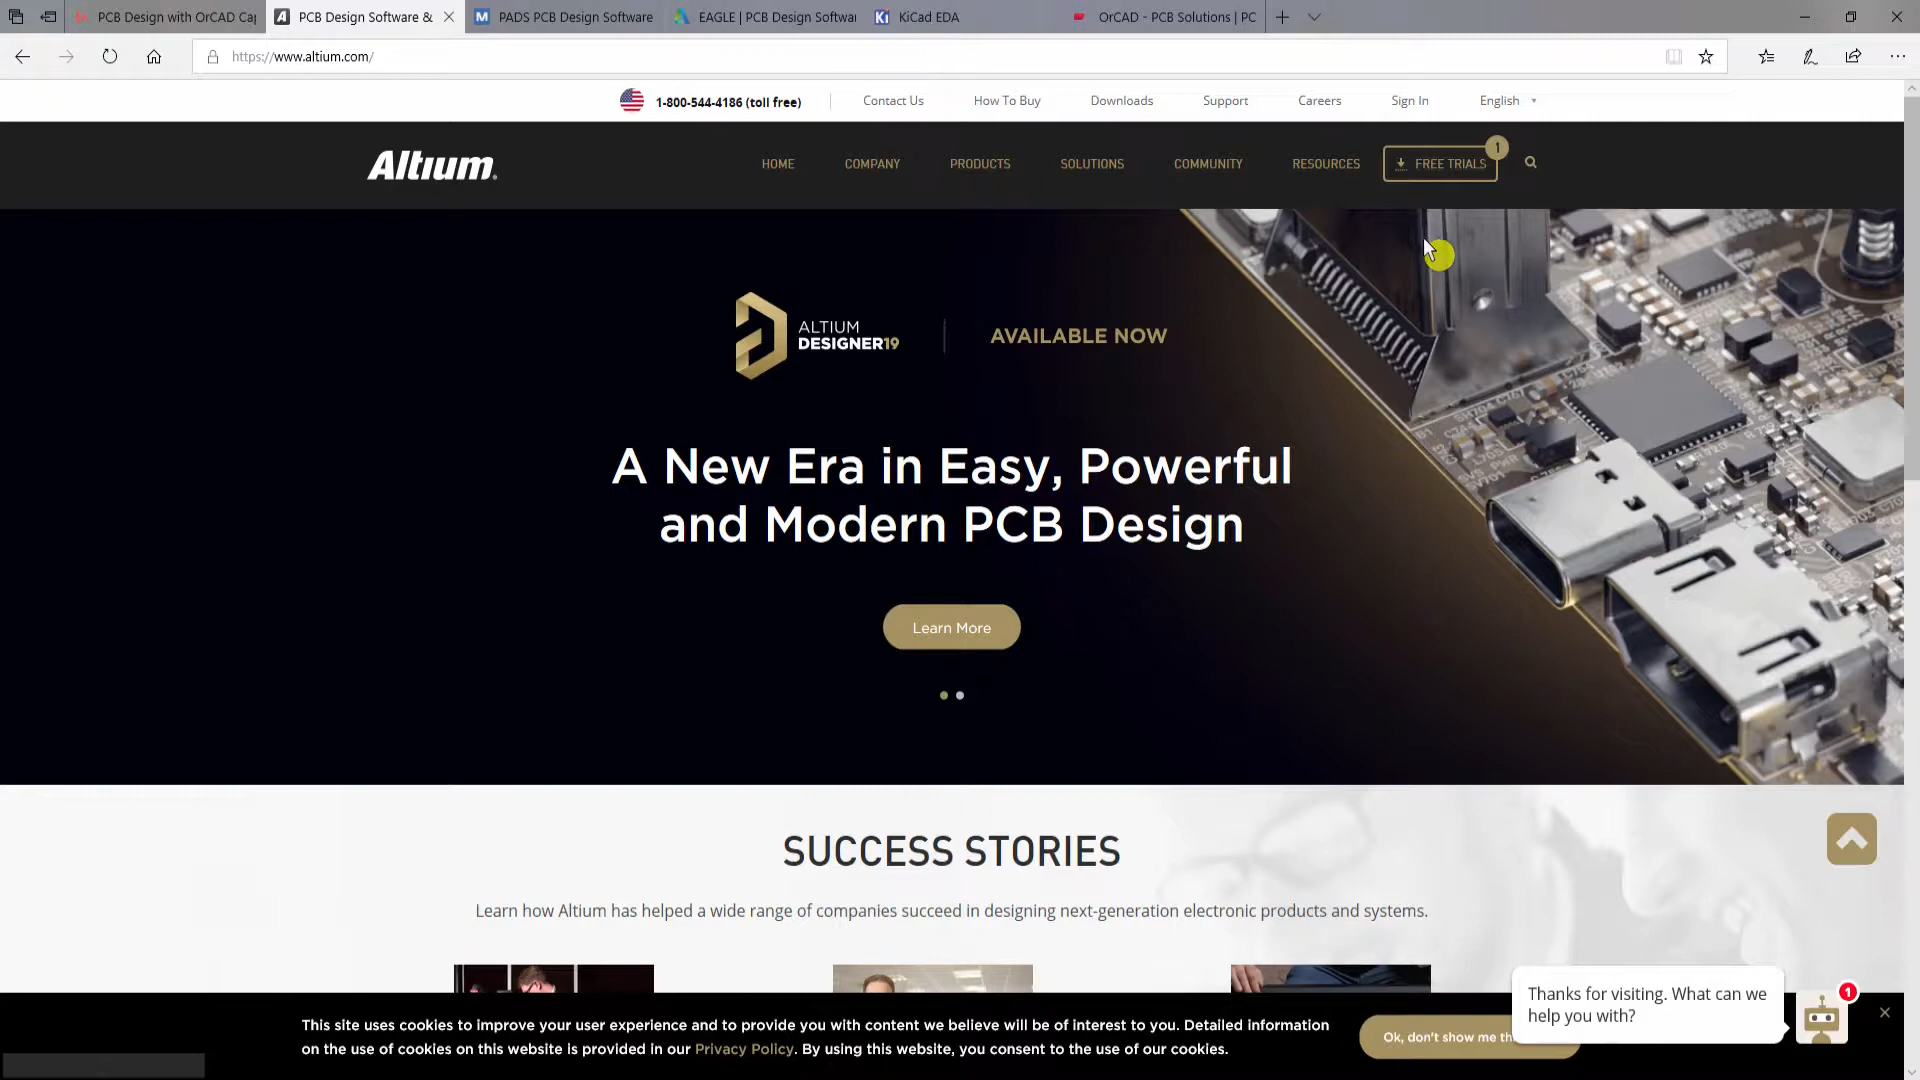 PCB Design with OrCAD Cap
PCB Design Software &
PADS PCB Design Software
EAGLE | PCB Design Softwar
KiCad EDA
OrCAD - PCB Solutions | PC
https://www.altium.com/
1-800-544-4186 (toll free)
Contact Us
How To Buy
Downloads
Support
Careers
Sign In
English
Altium.
HOME
COMPANY
PRODUCTS
SOLUTIONS
COMMUNITY
RESOURCES
FREE TRIALS
1
ALTIUM
DESIGNER19
AVAILABLE NOW
A New Era in Easy, Powerful
and Modern PCB Design
Learn More
SUCCESS STORIES
Learn how Altium has helped a wide range of companies succeed in designing next-generation electronic products and systems.
Thanks for visiting. What can we
help you with?
1
This site uses cookies to improve your user experience and to provide you with content we believe will be of interest to you. Detailed information
on the use of cookies on this website is provided in our Privacy Policy. By using this website, you consent to the use of our cookies.
Ok, don't show me th